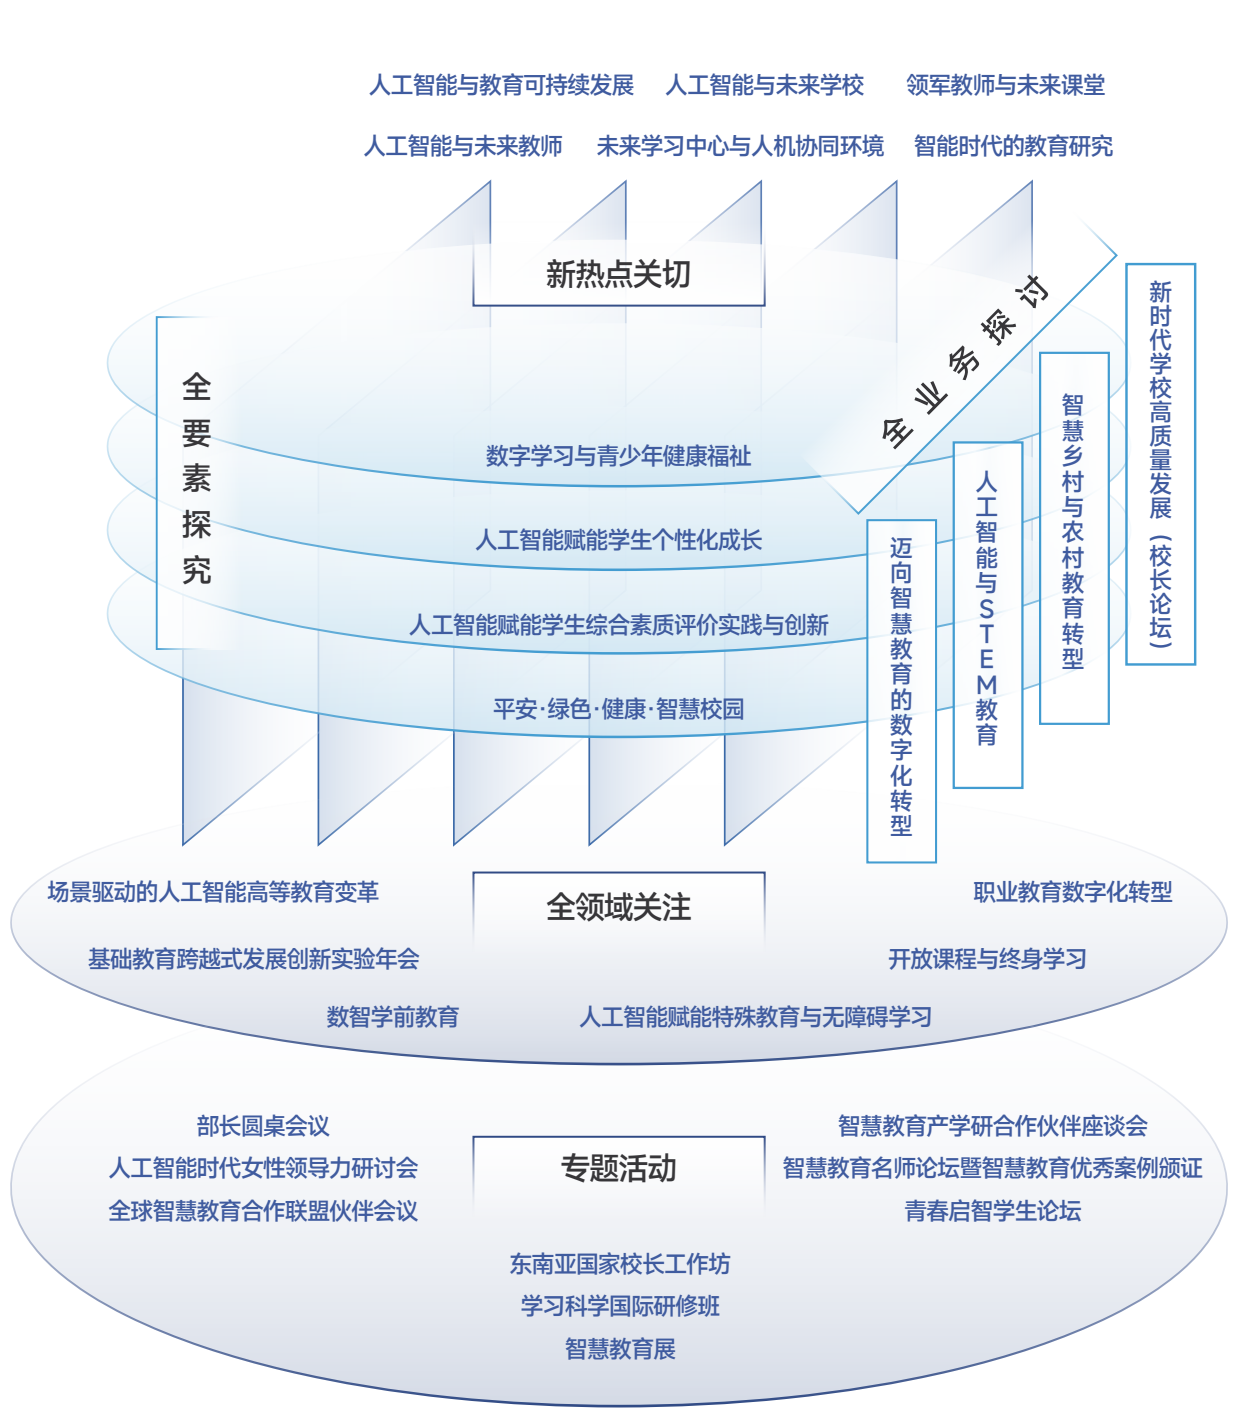 人工智能与教育可持续发展
人工智能与未来学校
领军教师与未来课堂
人工智能与未来教师
未来学习中心与人机协同环境
智能时代的教育研究
新热点关切
全要素探究
数字学习与青少年健康福祉
人工智能赋能学生个性化成长
人工智能赋能学生综合素质评价实践与创新
平安·绿色·健康·智慧校园
全业务探讨
迈向智慧教育的数字化转型
人工智能与STEM教育
智慧乡村与农村教育转型
新时代学校高质量发展（校长论坛）
全领域关注
场景驱动的人工智能高等教育变革
职业教育数字化转型
基础教育跨越式发展创新实验年会
开放课程与终身学习
数智学前教育
人工智能赋能特殊教育与无障碍学习
专题活动
部长圆桌会议
人工智能时代女性领导力研讨会
全球智慧教育合作联盟伙伴会议
智慧教育产学研合作伙伴座谈会
智慧教育名师论坛暨智慧教育优秀案例颁证
青春启智学生论坛
东南亚国家校长工作坊
学习科学国际研修班
智慧教育展